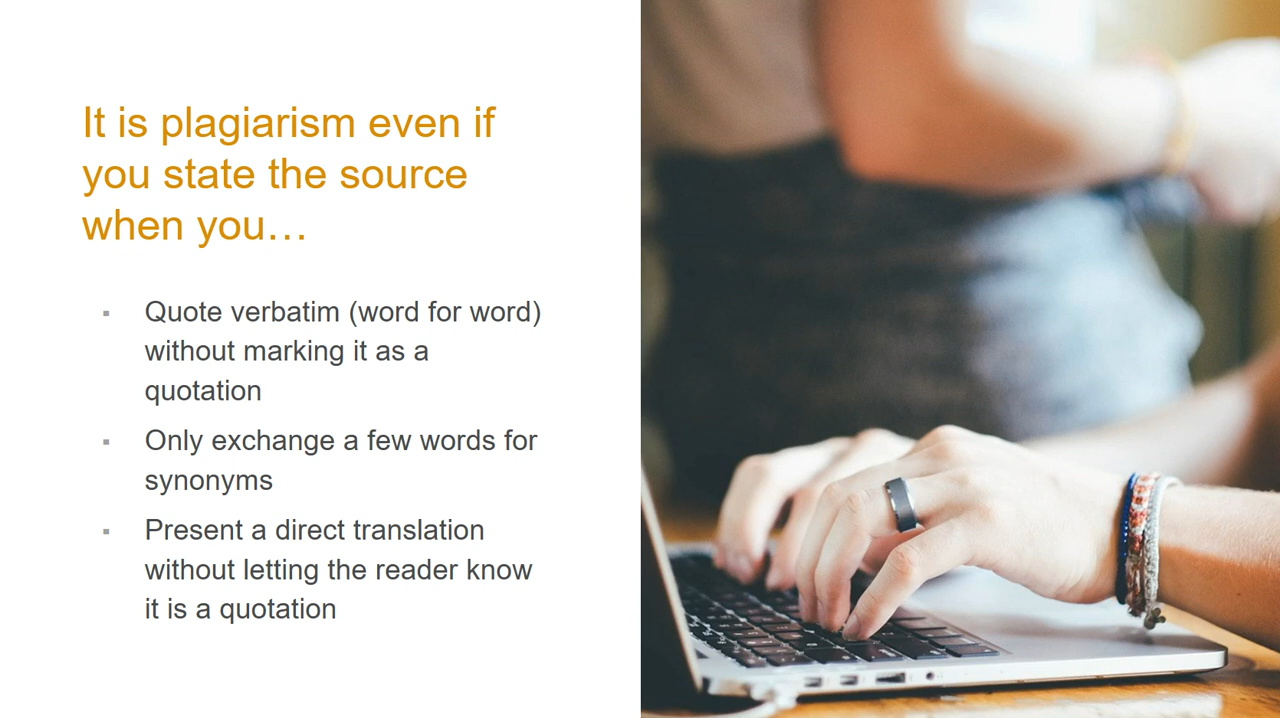 It is plagiarism even if
you state the source
when you…
▪ Quote verbatim (word for word)
without marking it as a
quotation
▪ Only exchange a few words for
synonyms
▪ Present a direct translation
without letting the reader know
it is a quotation